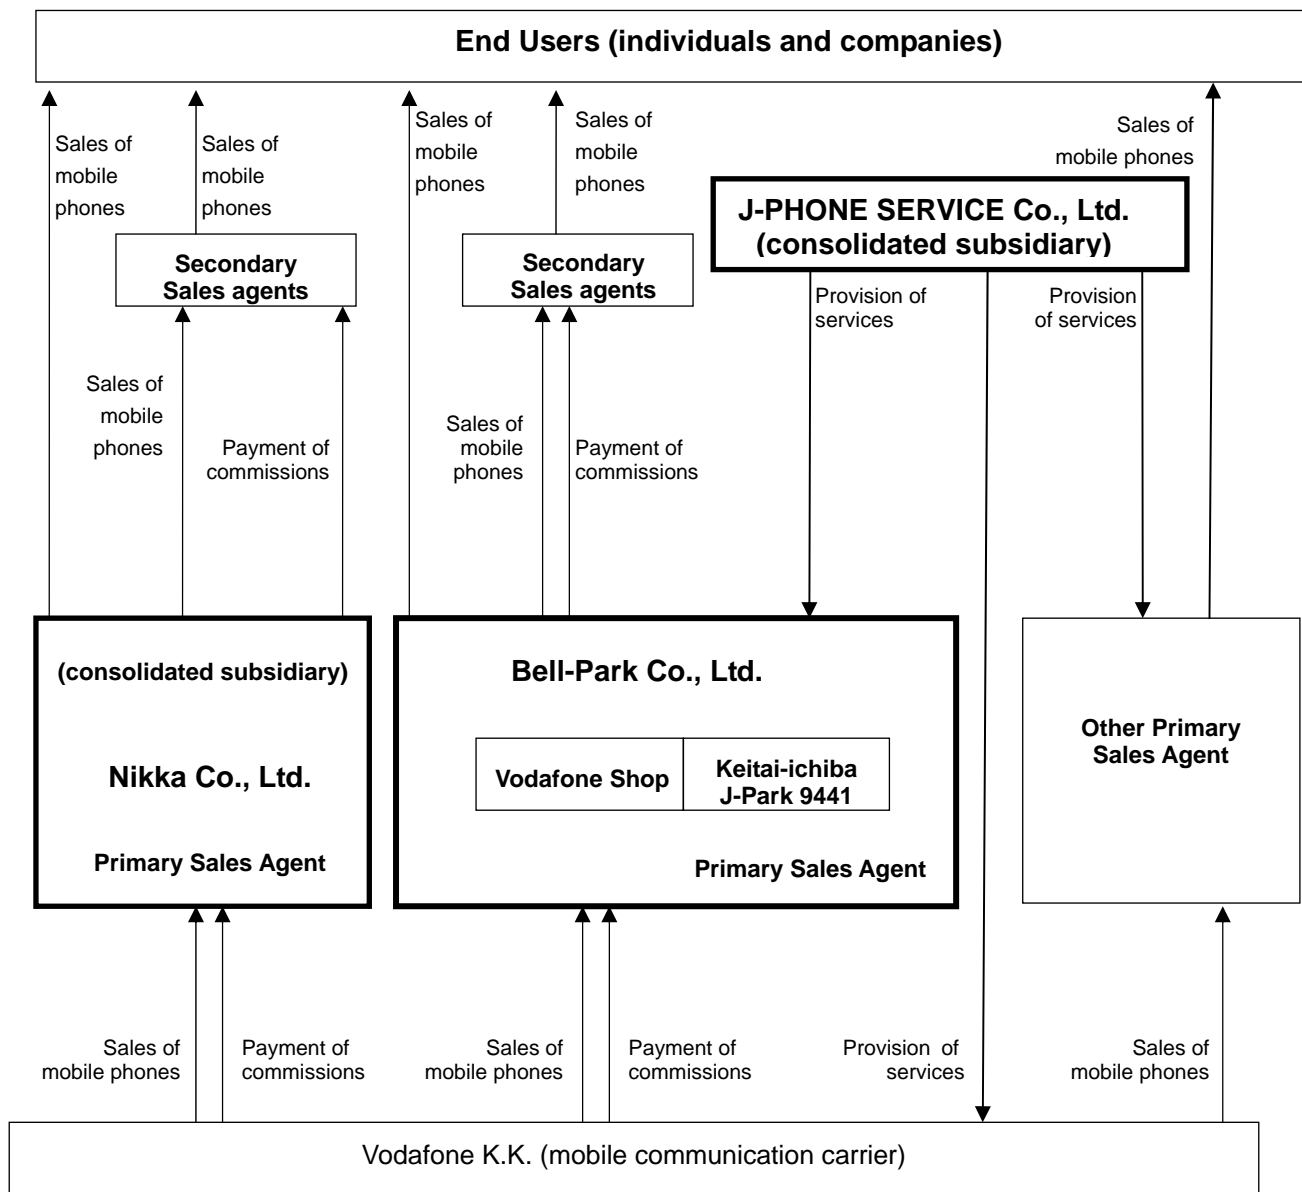 End Users (individuals and companies)
Sales of
mobile
phones
Sales of
mobile
phones
Sales of
mobile
phones
Sales of
mobile
phones
Sales of
mobile phones
J-PHONE SERVICE Co., Ltd.
(consolidated subsidiary)
Secondary
Sales agents
Secondary
Sales agents
Provision of
services
Provision
of services
Sales of
mobile
phones
Payment of
commissions
Sales of
mobile
phones
Payment of
commissions
(consolidated subsidiary)
Nikka Co., Ltd.
Primary Sales Agent
Bell-Park Co., Ltd.
Vodafone Shop
Keitai-ichiba
J-Park 9441
Primary Sales Agent
Other Primary
Sales Agent
Sales of
mobile phones
Payment of
commissions
Sales of
mobile phones
Payment of
commissions
Provision of
services
Sales of
mobile phones
Vodafone K.K. (mobile communication carrier)